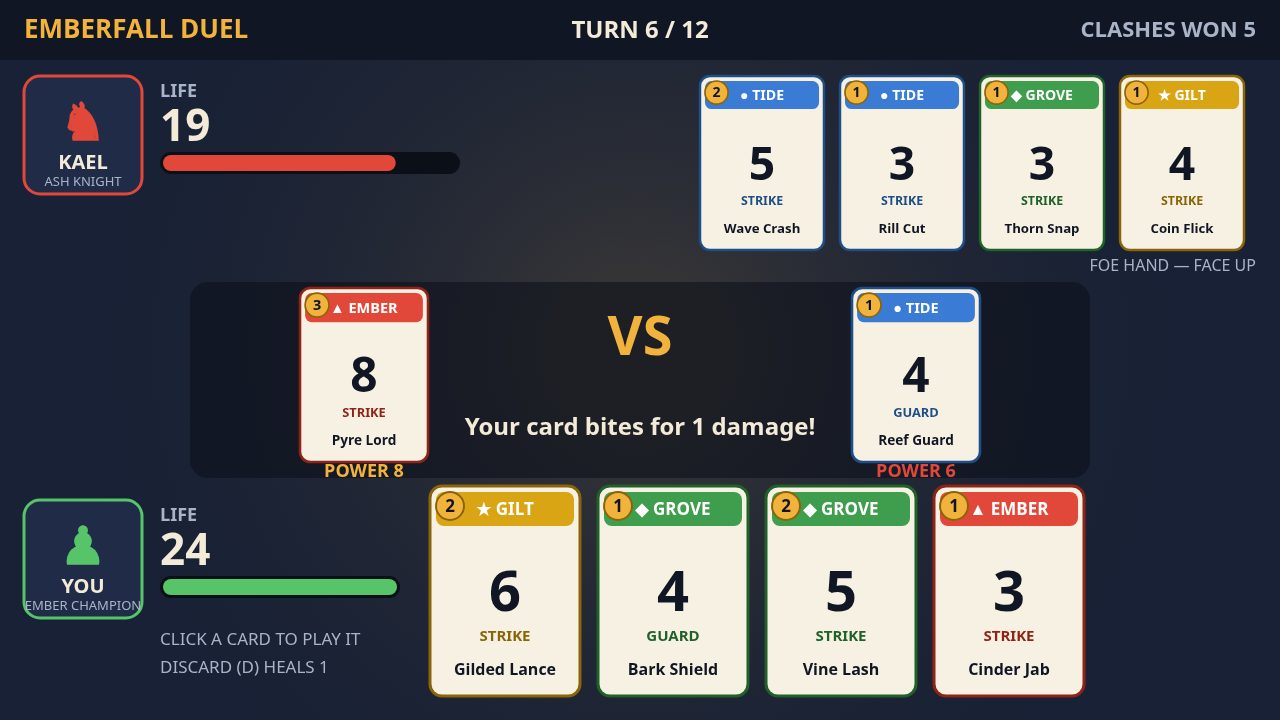 EMBERFALL DUEL
TURN 6 / 12
CLASHES WON 5
KAEL
ASH KNIGHT
LIFE
19
2 ● TIDE
5
STRIKE
Wave Crash
1 ● TIDE
3
STRIKE
Rill Cut
1 ◆ GROVE
3
STRIKE
Thorn Snap
1 ★ GILT
4
STRIKE
Coin Flick
FOE HAND — FACE UP
3 ▲ EMBER
8
STRIKE
Pyre Lord
POWER 8
VS
Your card bites for 1 damage!
1 ● TIDE
4
GUARD
Reef Guard
POWER 6
YOU
EMBER CHAMPION
LIFE
24
CLICK A CARD TO PLAY IT
DISCARD (D) HEALS 1
2 ★ GILT
6
STRIKE
Gilded Lance
1 ◆ GROVE
4
GUARD
Bark Shield
2 ◆ GROVE
5
STRIKE
Vine Lash
1 ▲ EMBER
3
STRIKE
Cinder Jab